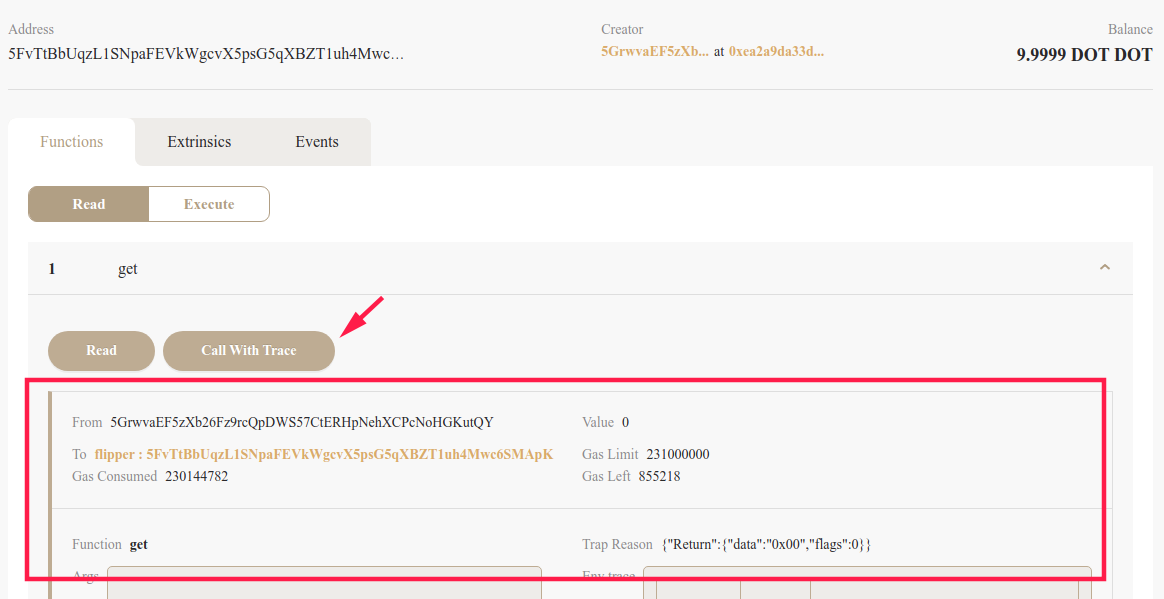 Address
Creator
Balance
5FvTtBbUqzL1SNpaFEVkWgcvX5psG5qXBZT1uh4Mwc...
5GrwvaEF5zXb... at 0xea2a9da33d...
9.9999 DOT DOT
Functions
Extrinsics
Events
Read
Execute
1
get
Read
Call With Trace
From 5GrwvaEF5zXb26Fz9rcQpDWS57CtERHpNehXCPcNoHGKutQY
Value 0
To flipper : 5FvTtBbUqzL1SNpaFEVkWgcvX5psG5qXBZT1uh4Mwc6SMApK
Gas Limit 231000000
Gas Consumed 230144782
Gas Left 855218
Function get
Trap Reason {"Return":{"data":"0x00","flags":0}}
Args
Env trace